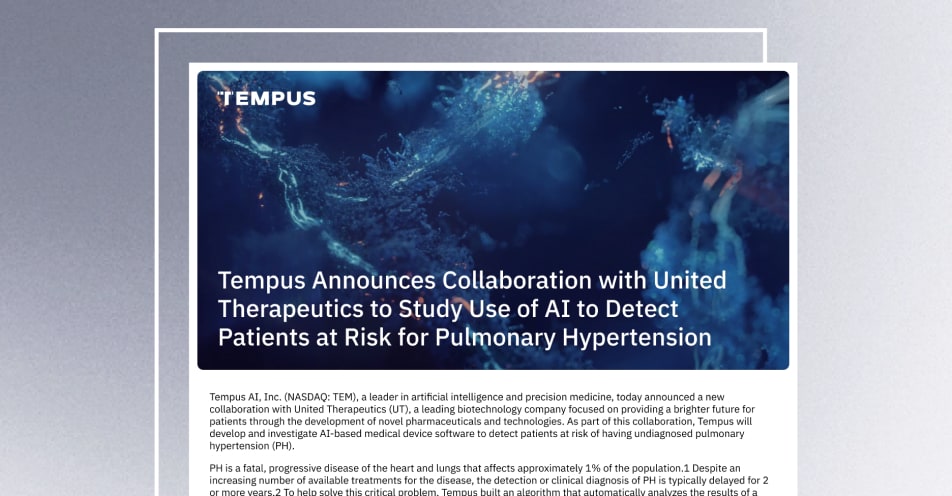 TEMPUS
Tempus Announces Collaboration with United
Therapeutics to Study Use of AI to Detect
Patients at Risk for Pulmonary Hypertension
Tempus AI, Inc. (NASDAQ: TEM), a leader in artificial intelligence and precision medicine, today announced a new
collaboration with United Therapeutics (UT), a leading biotechnology company focused on providing a brighter future for
patients through the development of novel pharmaceuticals and technologies. As part of this collaboration, Tempus will
develop and investigate AI-based medical device software to detect patients at risk of having undiagnosed pulmonary
hypertension (PH).
PH is a fatal, progressive disease of the heart and lungs that affects approximately 1% of the population.1 Despite an
increasing number of available treatments for the disease, the detection or clinical diagnosis of PH is typically delayed for 2
or more years.2 To help solve this critical problem, Tempus built an algorithm that automatically analyzes the results of a